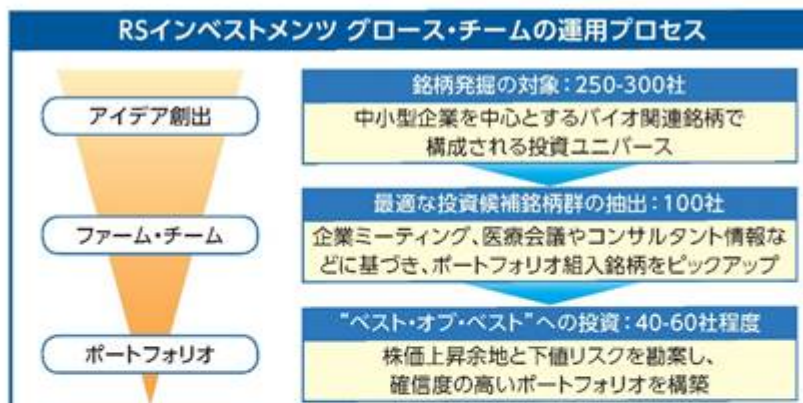 RSインベストメンツ グロース・チームの運用プロセス
アイデア創出
銘柄発掘の対象：250-300社
中小型企業を中心とするバイオ関連銘柄で
構成される投資ユニバース
ファーム・チーム
最適な投資候補銘柄群の抽出：100社
企業ミーティング、医療会議やコンサルタント情報な
どに基づき、ポートフォリオ組入銘柄をピックアップ
ポートフォリオ
“ベスト・オブ・ベスト”への投資：40-60社程度
株価上昇余地と下値リスクを勘案し、
確信度の高いポートフォリオを構築